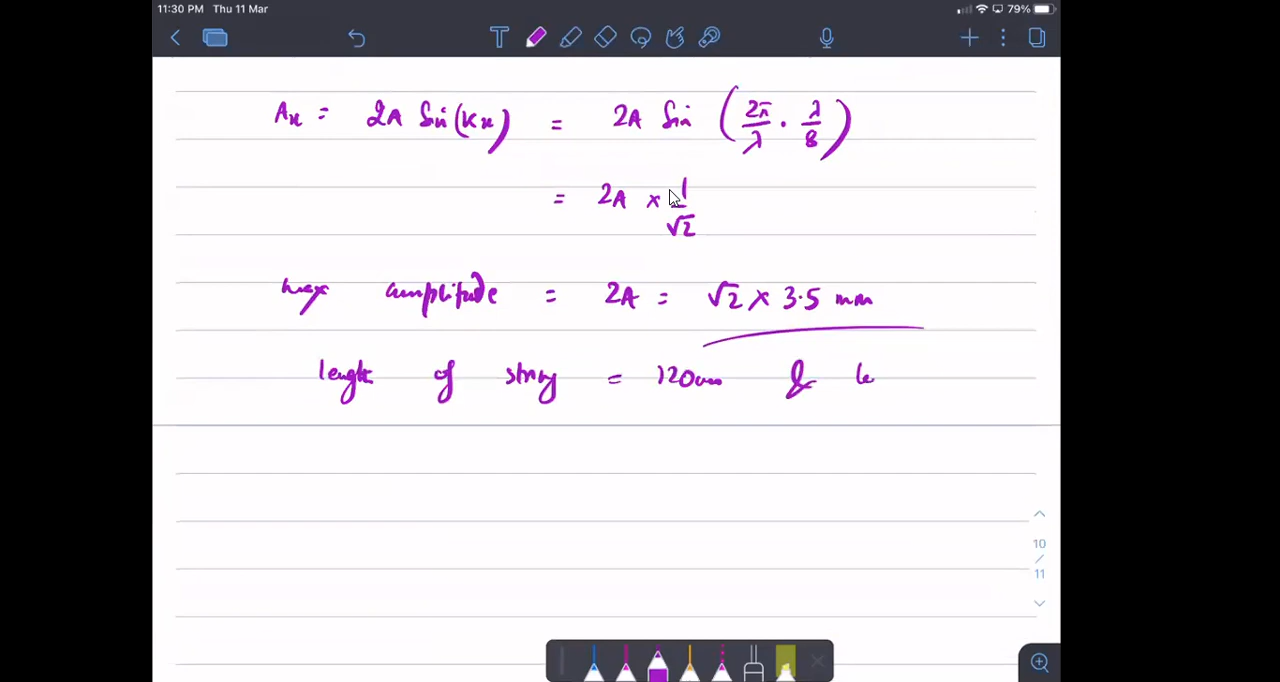 11:30 PM Thu 11 Mar 79%
Ax = 2A Sin(Kx) = 2A Sin (2π/λ · λ/8)
= 2A × 1/√2
max amplitude = 2A = √2 × 3.5 mm
length of string = 120cm & le
10
/
11